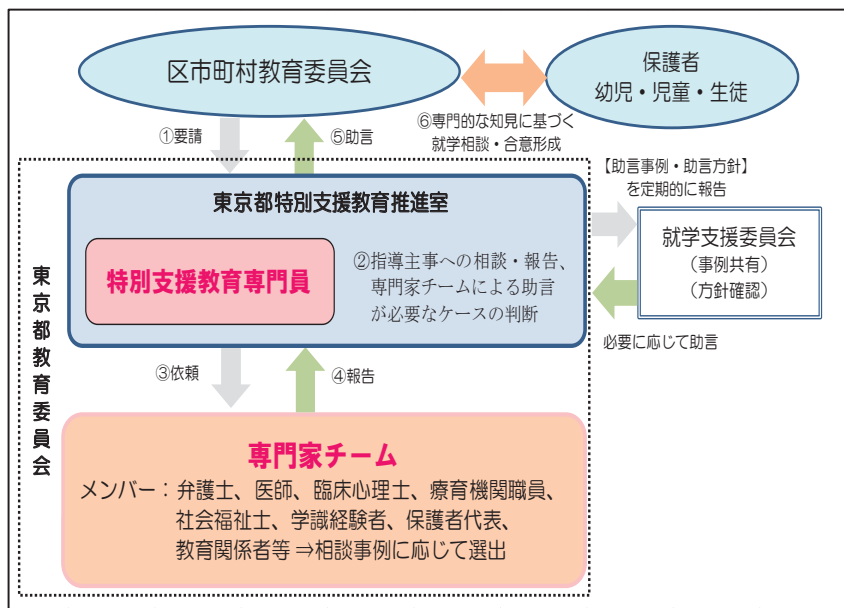 区市町村教育委員会
保護者
幼児・児童・生徒
①要請
⑤助言
⑥専門的な知見に基づく
就学相談・合意形成
【助言事例・助言方針】
を定期的に報告
東京都特別支援教育推進室
特別支援教育専門員
②指導主事への相談・報告、
専門家チームによる助言
が必要なケースの判断
就学支援委員会
（事例共有）
（方針確認）
必要に応じて助言
東京都教育委員会
③依頼
④報告
専門家チーム
メンバー：弁護士、医師、臨床心理士、療育機関職員、
社会福祉士、学識経験者、保護者代表、
教育関係者等⇒相談事例に応じて選出